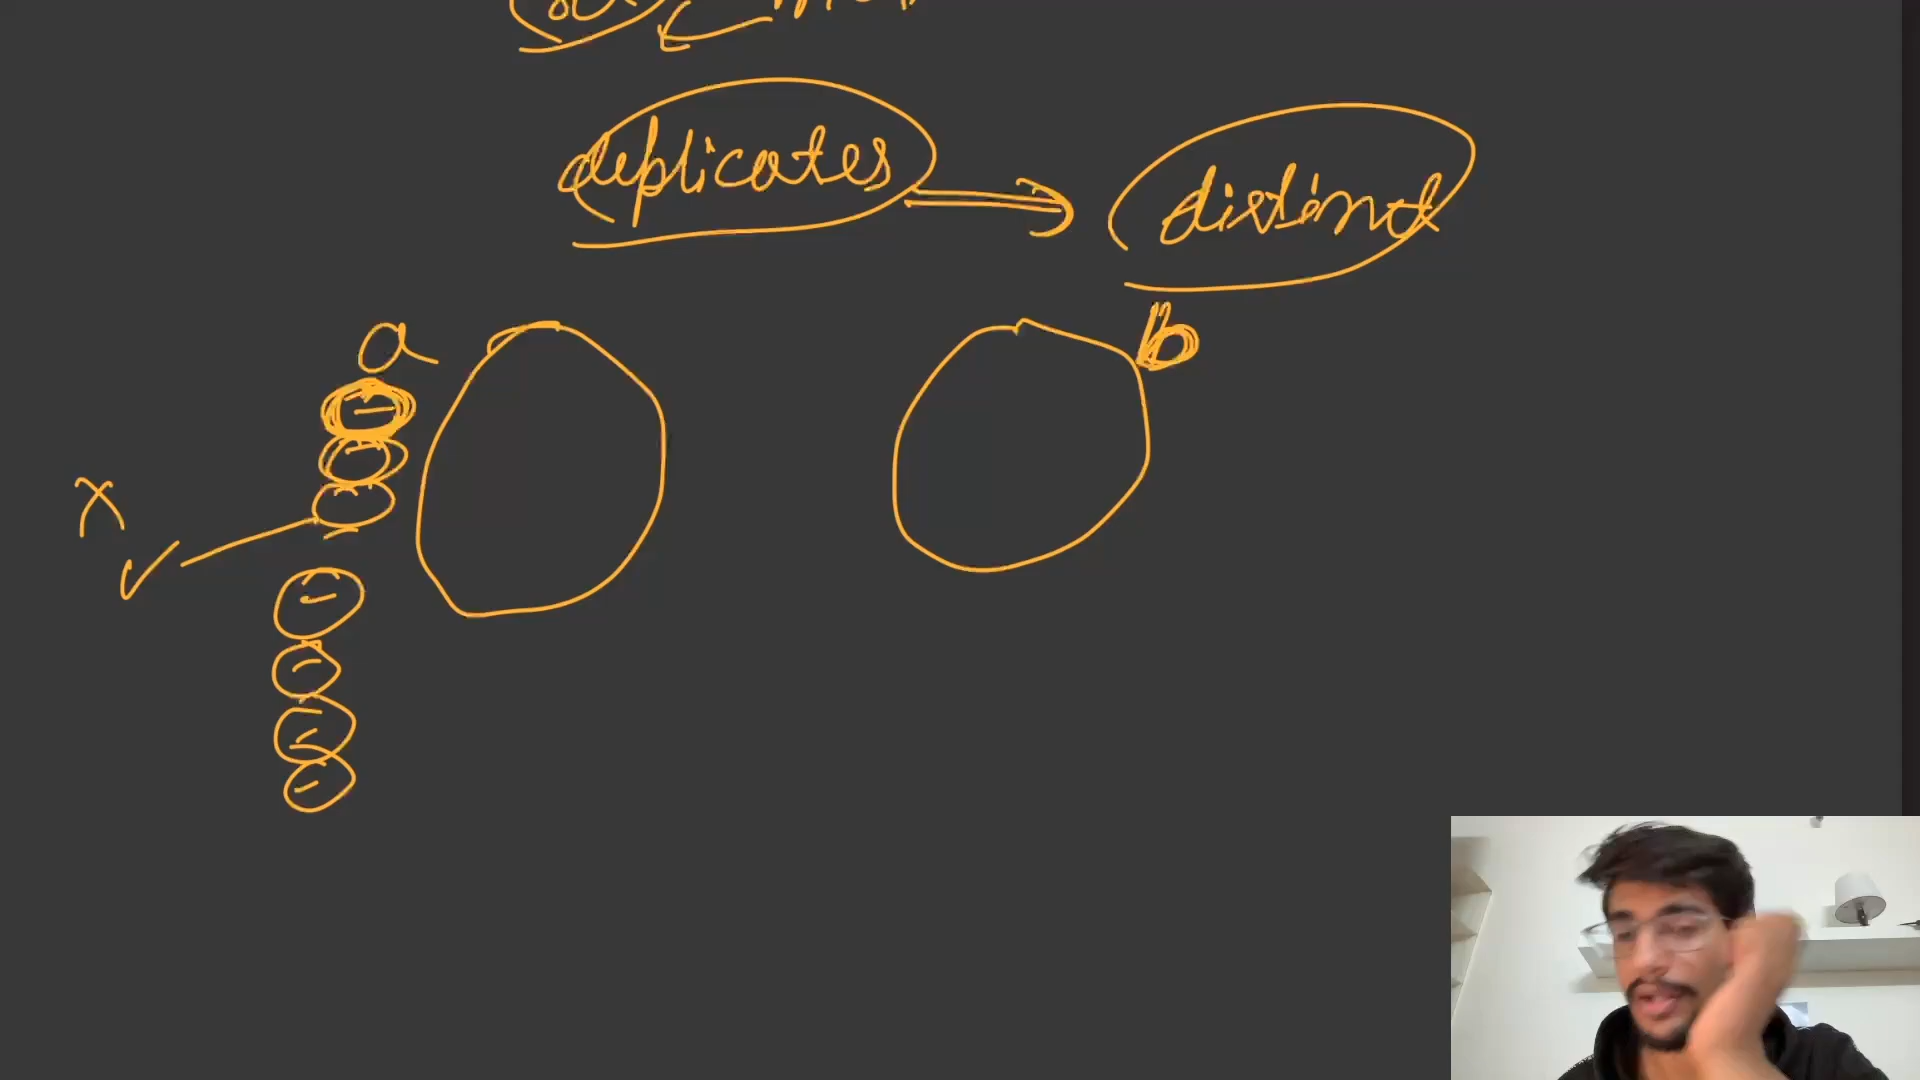 duplicates
distinct
a
b
x